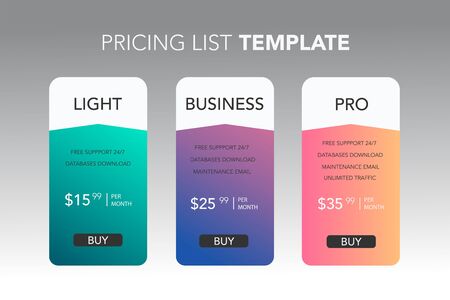 PRICING LIST TEMPLATE
LIGHT
FREE SUPPPORT 24/7
DATABASES DOWNLOAD
$15 99 | PER MONTH
BUY
BUSINESS
FREE SUPPPORT 24/7
DATABASES DOWNLOAD
MAINTENANCE EMAIL
$25 99 | PER MONTH
BUY
PRO
FREE SUPPPORT 24/7
DATABASES DOWNLOAD
MAINTENANCE EMAIL
UNLIMITED TRAFFIC
$35 99 | PER MONTH
BUY